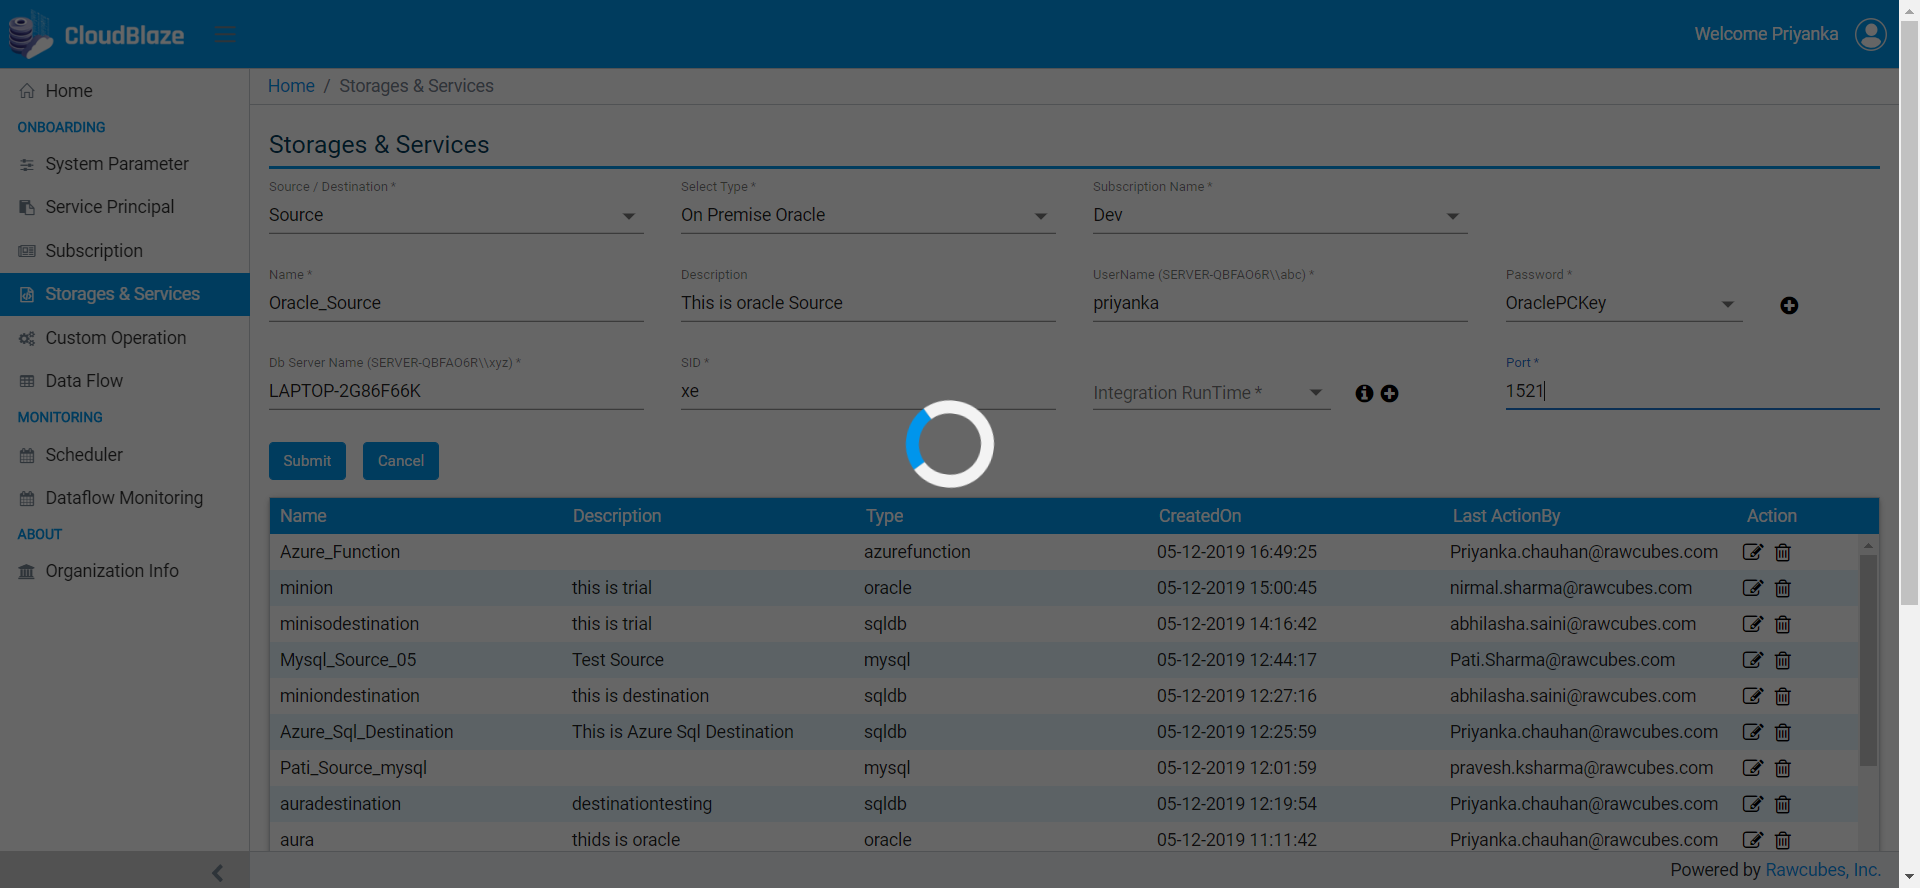 CloudBlaze
Welcome Priyanka
Home
ONBOARDING
System Parameter
Service Principal
Subscription
Storages & Services
Custom Operation
Data Flow
MONITORING
Scheduler
Dataflow Monitoring
ABOUT
Organization Info
Home / Storages & Services
Storages & Services
Source / Destination * Select Type * Subscription Name *
Source On Premise Oracle Dev
Name * Description UserName (SERVER-QBFAO6R\\abc) * Password *
Oracle_Source This is oracle Source priyanka OraclePCKey
Db Server Name (SERVER-QBFAO6R\\xyz) * SID * Port *
LAPTOP-2G86F66K xe Integration RunTime * 1521
Submit Cancel
Name Description Type CreatedOn Last ActionBy Action
Azure_Function azurefunction 05-12-2019 16:49:25 Priyanka.chauhan@rawcubes.com
minion this is trial oracle 05-12-2019 15:00:45 nirmal.sharma@rawcubes.com
minisodestination this is trial sqldb 05-12-2019 14:16:42 abhilasha.saini@rawcubes.com
Mysql_Source_05 Test Source mysql 05-12-2019 12:44:17 Pati.Sharma@rawcubes.com
miniondestination this is destination sqldb 05-12-2019 12:27:16 abhilasha.saini@rawcubes.com
Azure_Sql_Destination This is Azure Sql Destination sqldb 05-12-2019 12:25:59 Priyanka.chauhan@rawcubes.com
Pati_Source_mysql mysql 05-12-2019 12:01:59 pravesh.ksharma@rawcubes.com
auradestination destinationtesting sqldb 05-12-2019 12:19:54 Priyanka.chauhan@rawcubes.com
aura thids is oracle oracle 05-12-2019 11:11:42 Priyanka.chauhan@rawcubes.com
Powered by Rawcubes, Inc.